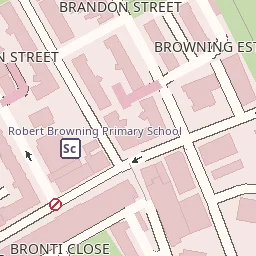 BRANDON STREET
BROWNING EST
N STREET
Robert Browning Primary School
Sc
BRONTI CLOSE